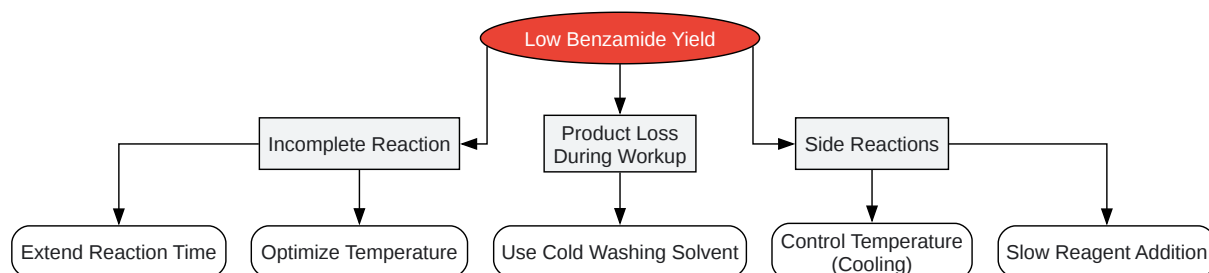 Low Benzamide Yield
Incomplete Reaction
Product Loss
During Workup
Side Reactions
Extend Reaction Time
Optimize Temperature
Use Cold Washing Solvent
Control Temperature
(Cooling)
Slow Reagent Addition